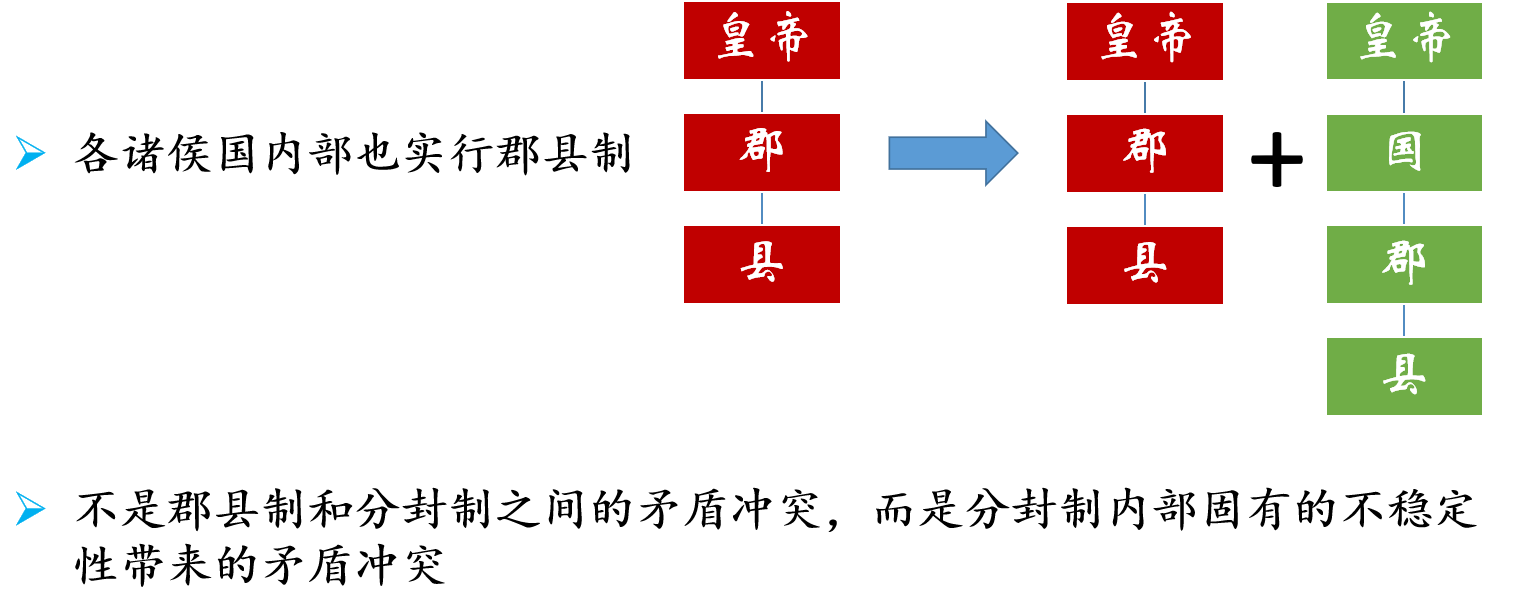 各诸侯国内部也实行郡县制
皇帝
郡
县
皇帝
郡
县
+
皇帝
国
郡
县
不是郡县制和分封制之间的矛盾冲突，而是分封制内部固有的不稳定
性带来的矛盾冲突